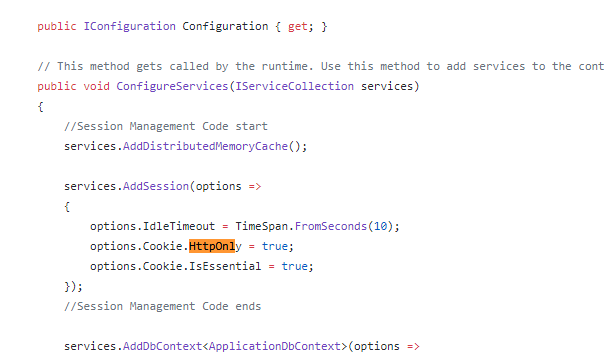 public IConfiguration Configuration { get; }
// This method gets called by the runtime. Use this method to add services to the cont
public void ConfigureServices(IServiceCollection services)
{
//Session Management Code start
services.AddDistributedMemoryCache();
services.AddSession(options =>
{
options.IdleTimeout = TimeSpan.FromSeconds(10);
options.Cookie.HttpOnly = true;
options.Cookie.IsEssential = true;
});
//Session Management Code ends
services.AddDbContext<ApplicationDbContext>(options =>